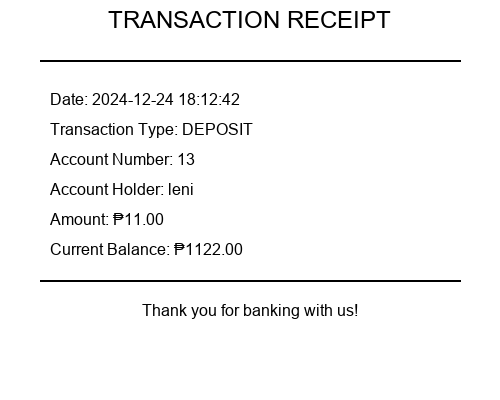 TRANSACTION RECEIPT
Date: 2024-12-24 18:12:42
Transaction Type: DEPOSIT
Account Number: 13
Account Holder: leni
Amount: ₱11.00
Current Balance: ₱1122.00
Thank you for banking with us!